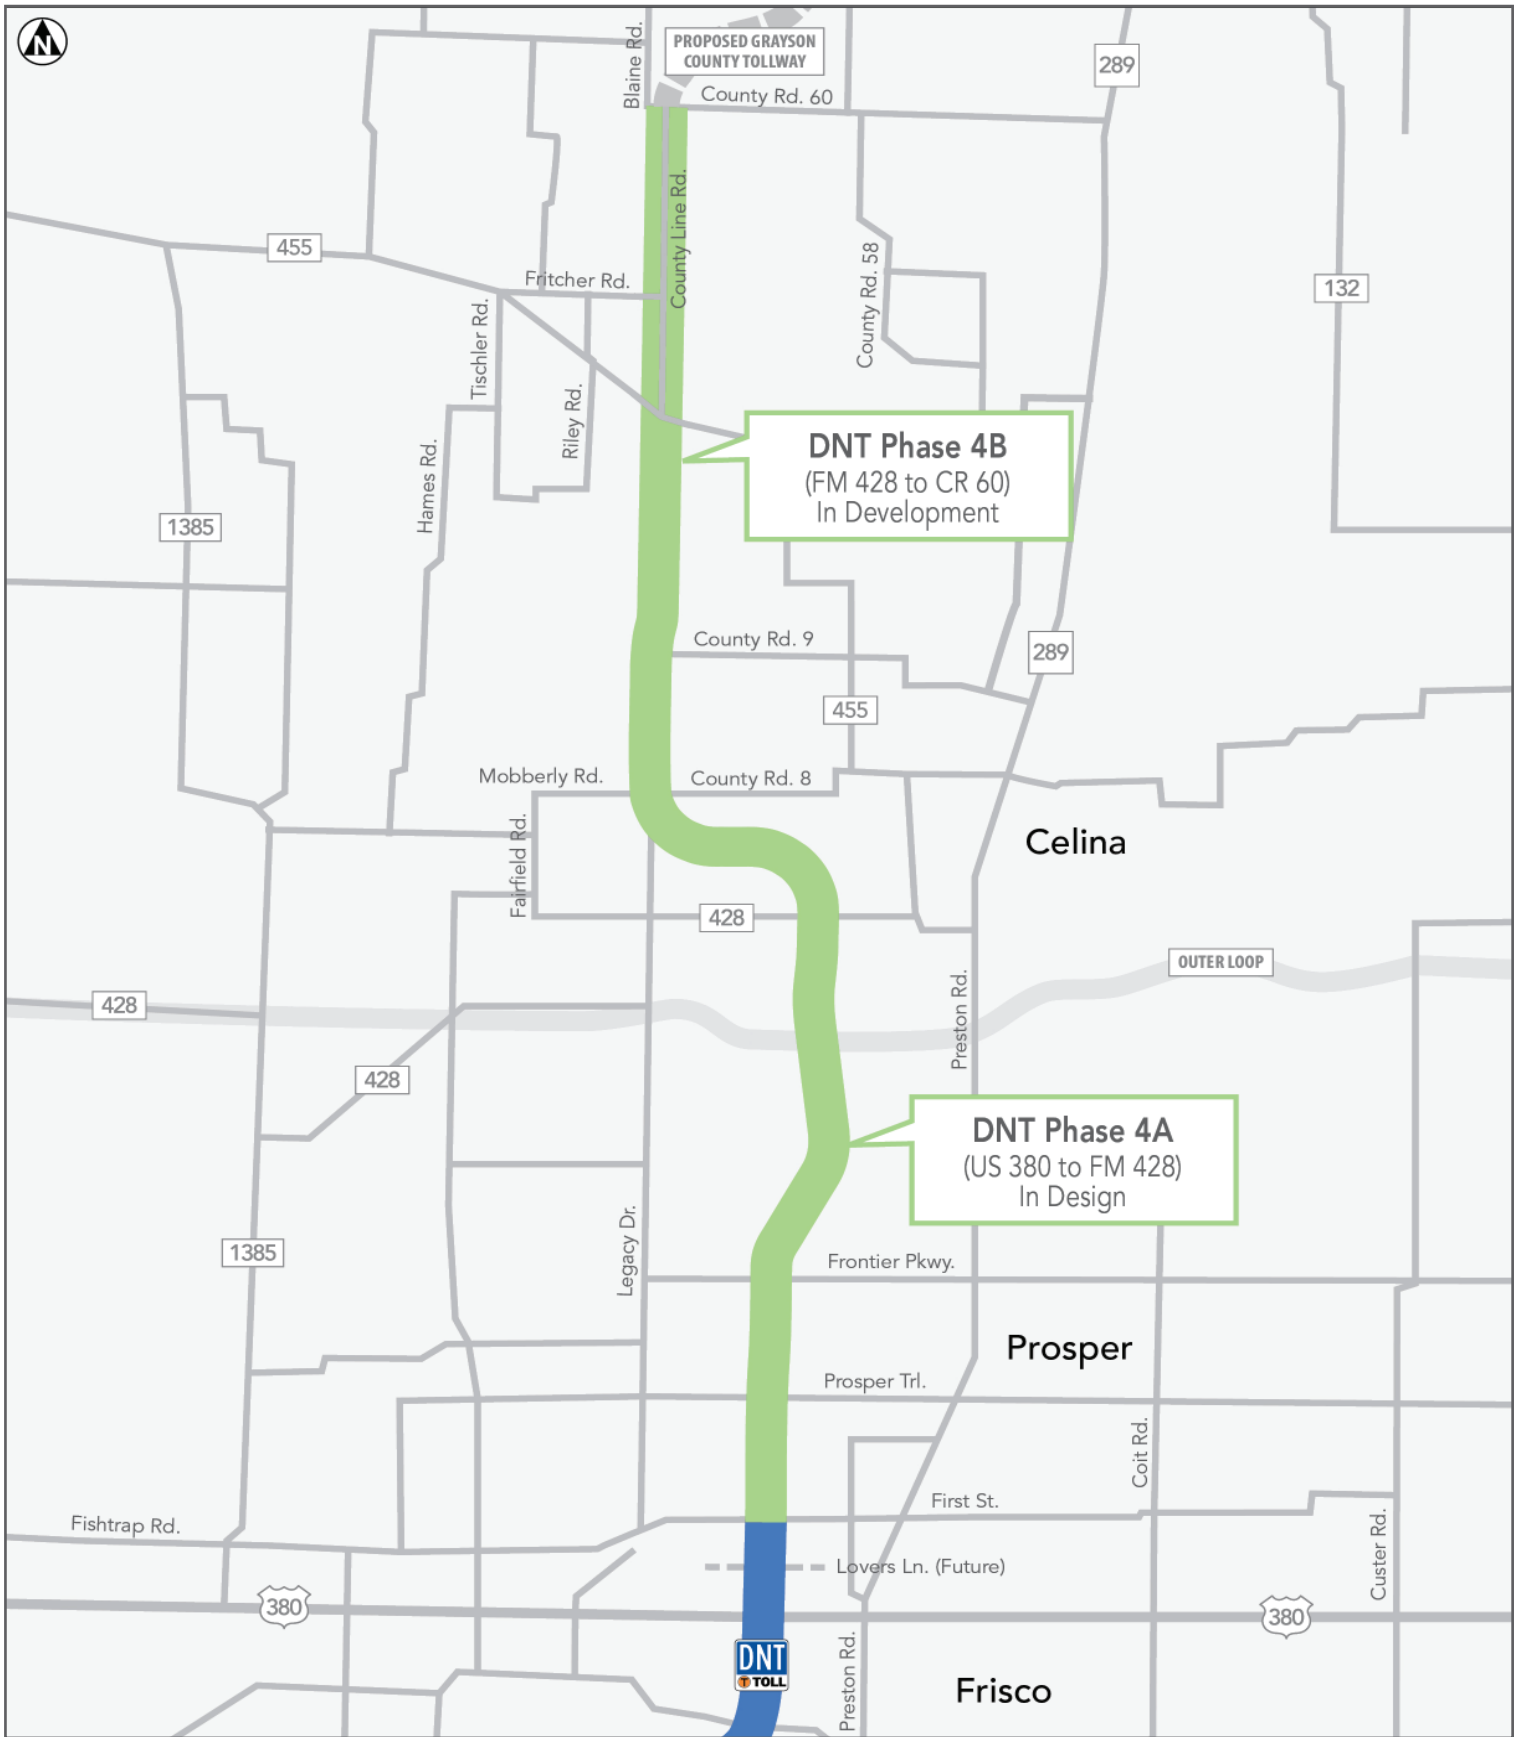 N
Blaine Rd.
PROPOSED GRAYSON
COUNTY TOLLWAY
289
County Rd. 60
County Line Rd.
455
Fritcher Rd.
County Rd. 58
132
Tischler Rd.
Riley Rd.
Hames Rd.
DNT Phase 4B
(FM 428 to CR 60)
In Development
1385
County Rd. 9
289
455
Mobberly Rd.
County Rd. 8
Fairfield Rd.
Celina
428
OUTER LOOP
428
Preston Rd.
428
DNT Phase 4A
(US 380 to FM 428)
In Design
Legacy Dr.
1385
Frontier Pkwy.
Prosper
Prosper Trl.
Coit Rd.
First St.
Fishtrap Rd.
Custer Rd.
Lovers Ln. (Future)
380
380
DNT
T TOLL
Preston Rd.
Frisco